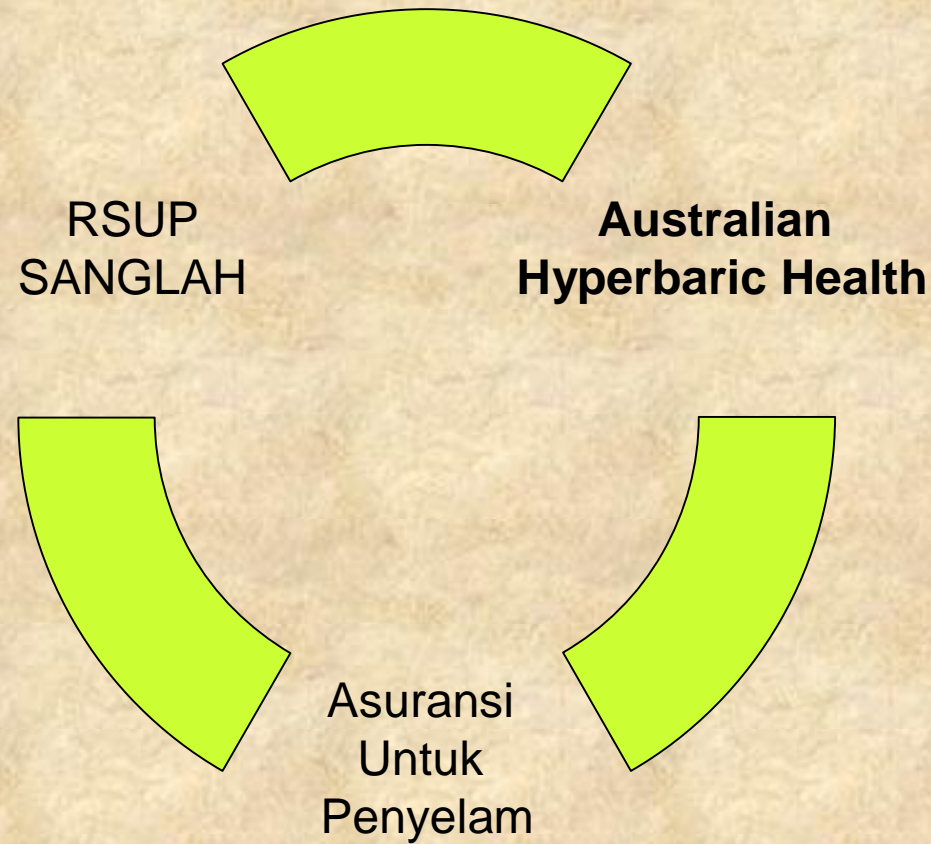 RSUP
SANGLAH
Australian
Hyperbaric Health
Asuransi
Untuk
Penyelam